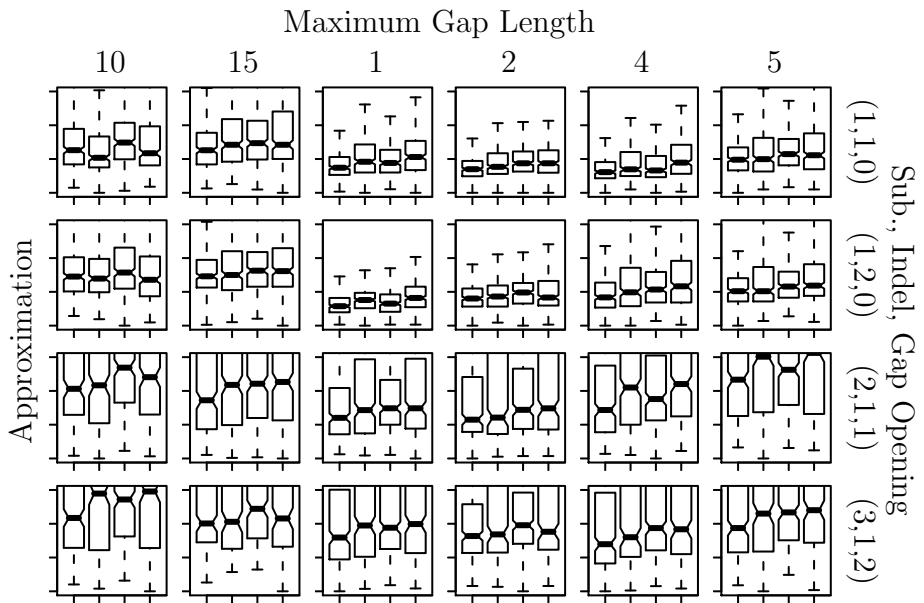 Maximum Gap Length
10 15 1 2 4 5
Approximation
(1,1,0)
(1,2,0)
(2,1,1)
(3,1,2)
Sub., Indel, Gap Opening